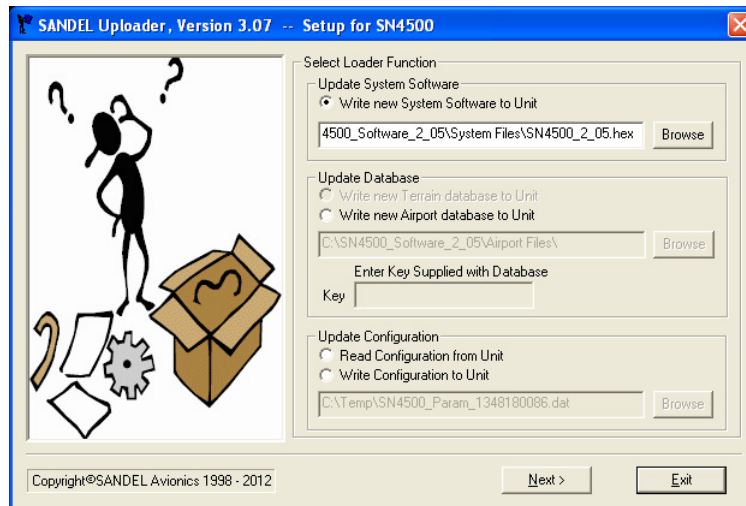 SANDEL Uploader, Version 3.07 -- Setup for SN4500
Select Loader Function
Update System Software
Write new System Software to Unit
4500_Software_2_05\System Files\SN4500_2_05.hex
Browse
Update Database
Write new Terrain database to Unit
Write new Airport database to Unit
C:\SN4500_Software_2_05\Airport Files\
Browse
Enter Key Supplied with Database
Key
Update Configuration
Read Configuration from Unit
Write Configuration to Unit
C:\Temp\SN4500_Param_1348180086.dat
Browse
Copyright©SANDEL Avionics 1998 - 2012
Next >
Exit